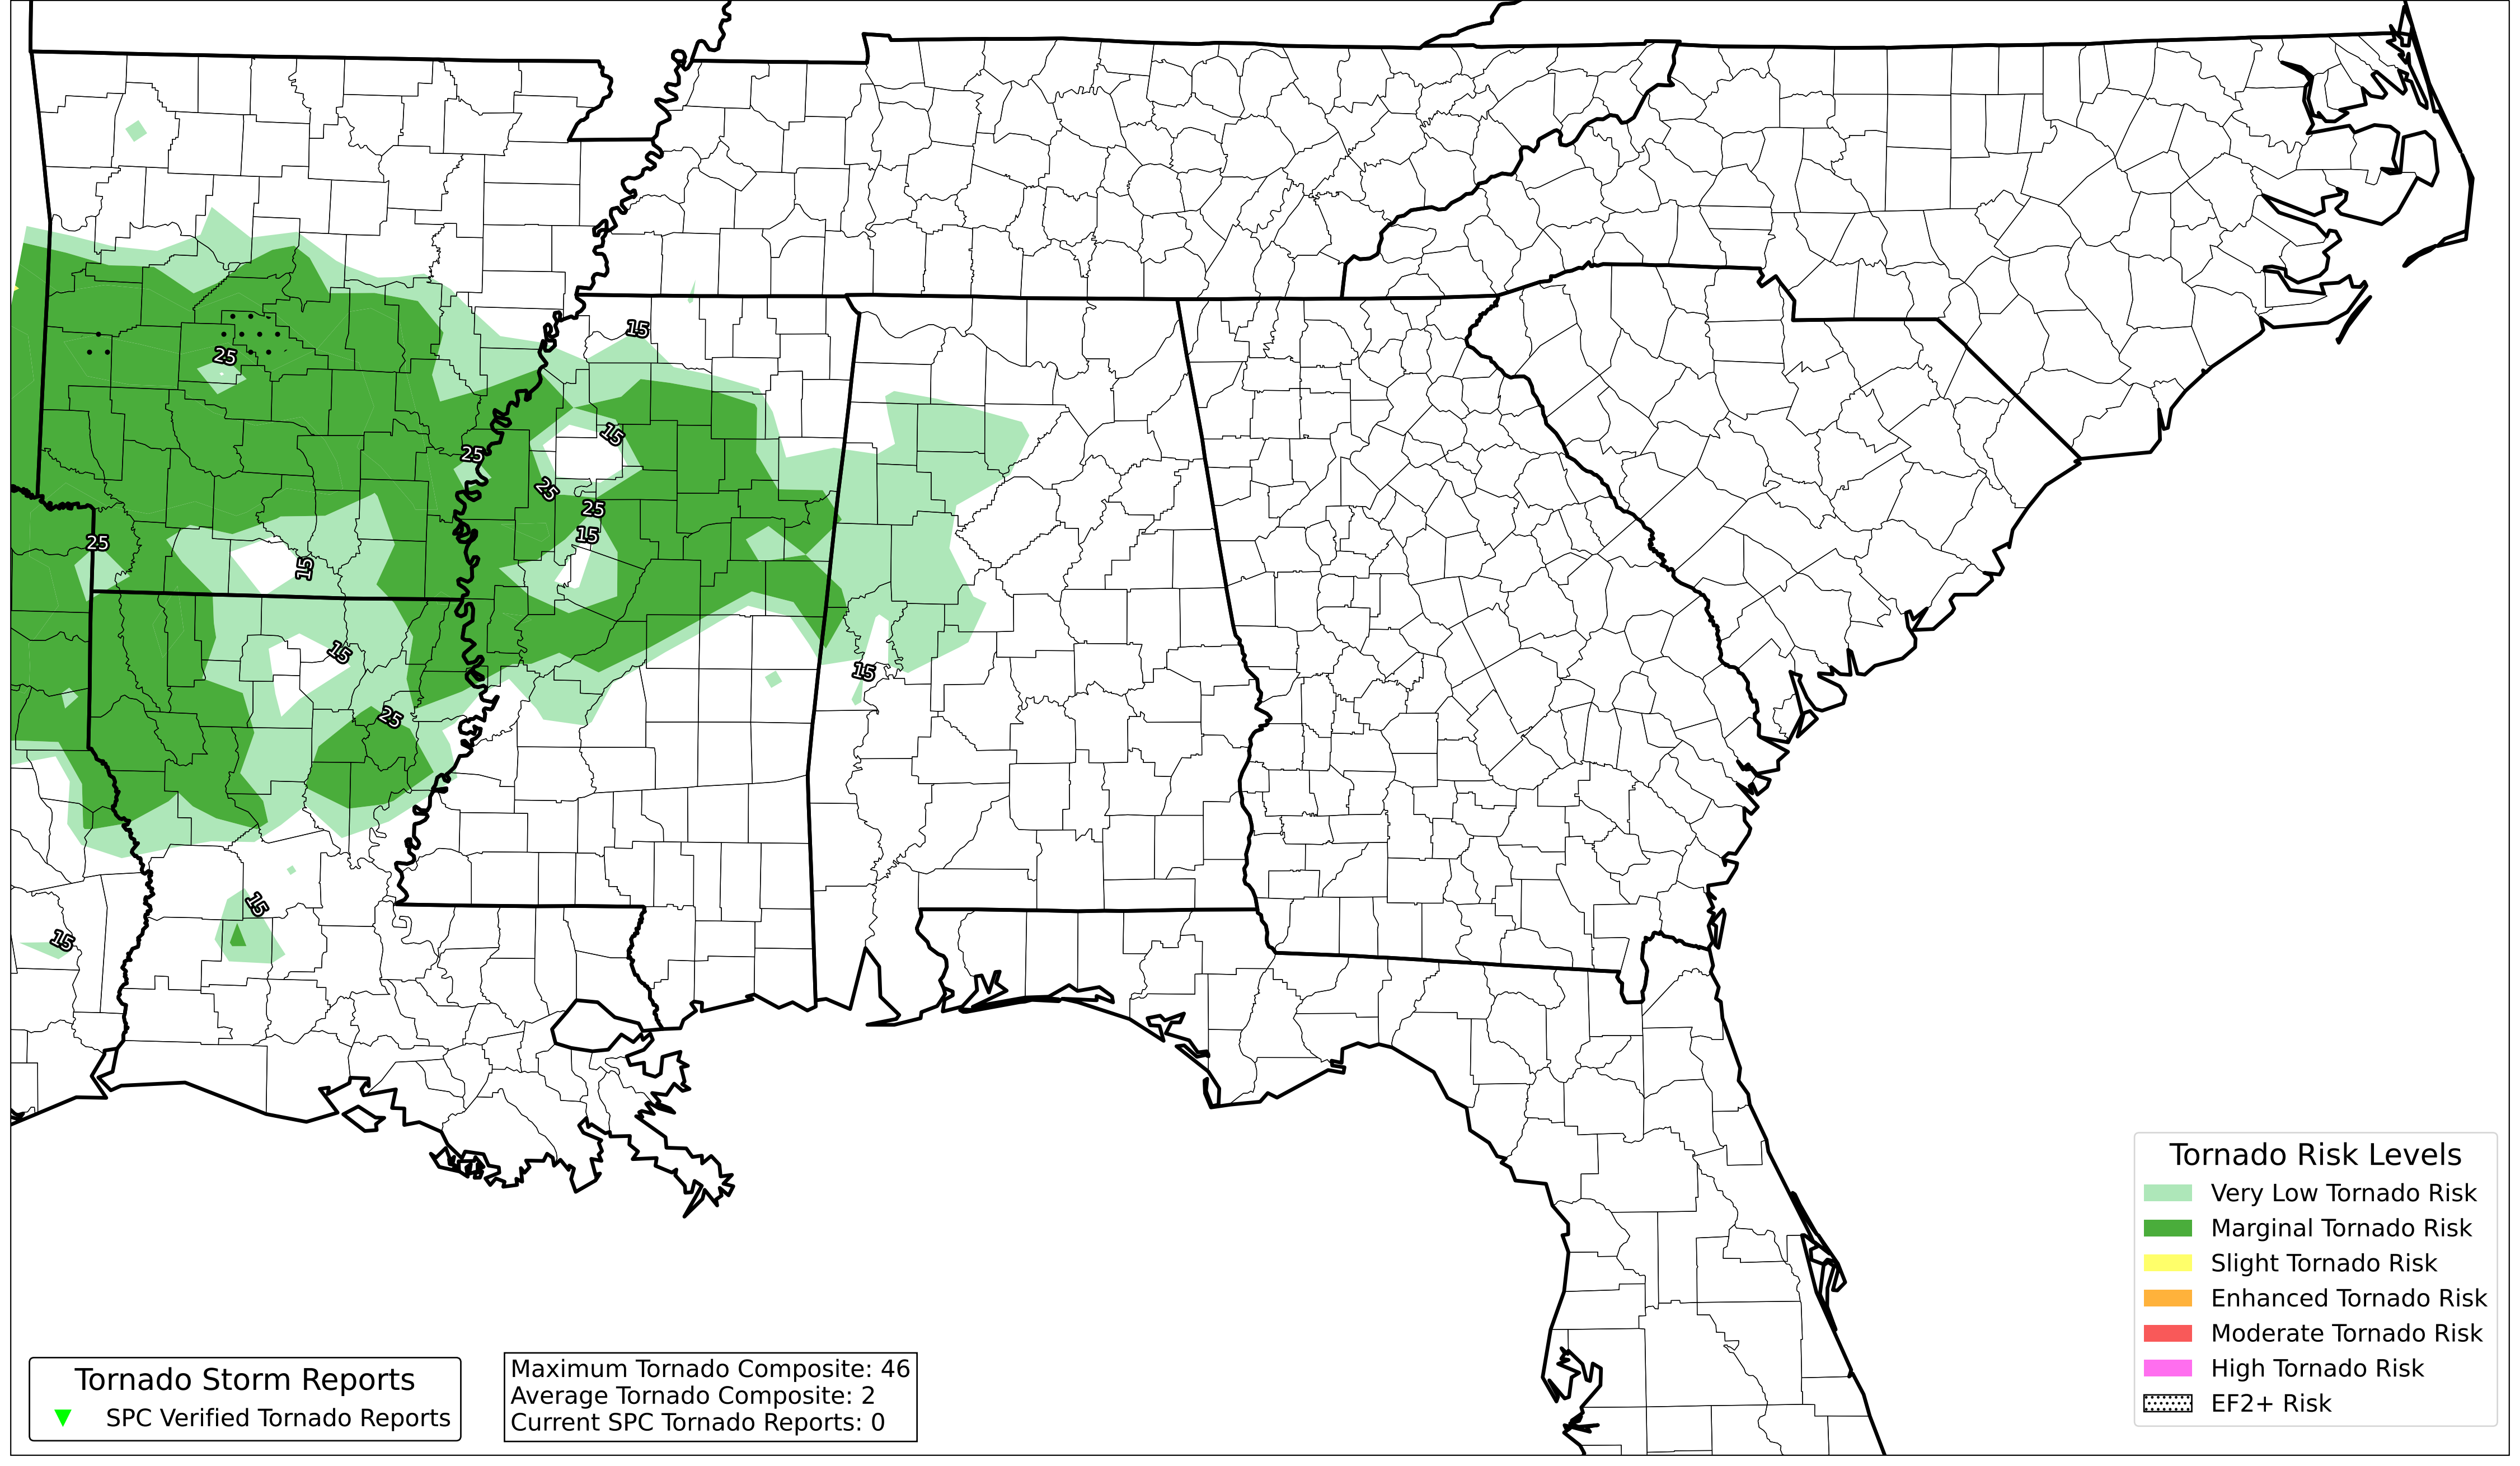 15
25
15
25
25
25
15
25
15
15
15
25
15
15
Tornado Risk Levels
Very Low Tornado Risk
Marginal Tornado Risk
Slight Tornado Risk
Enhanced Tornado Risk
Moderate Tornado Risk
High Tornado Risk
EF2+ Risk
Tornado Storm Reports
SPC Verified Tornado Reports
Maximum Tornado Composite: 46
Average Tornado Composite: 2
Current SPC Tornado Reports: 0